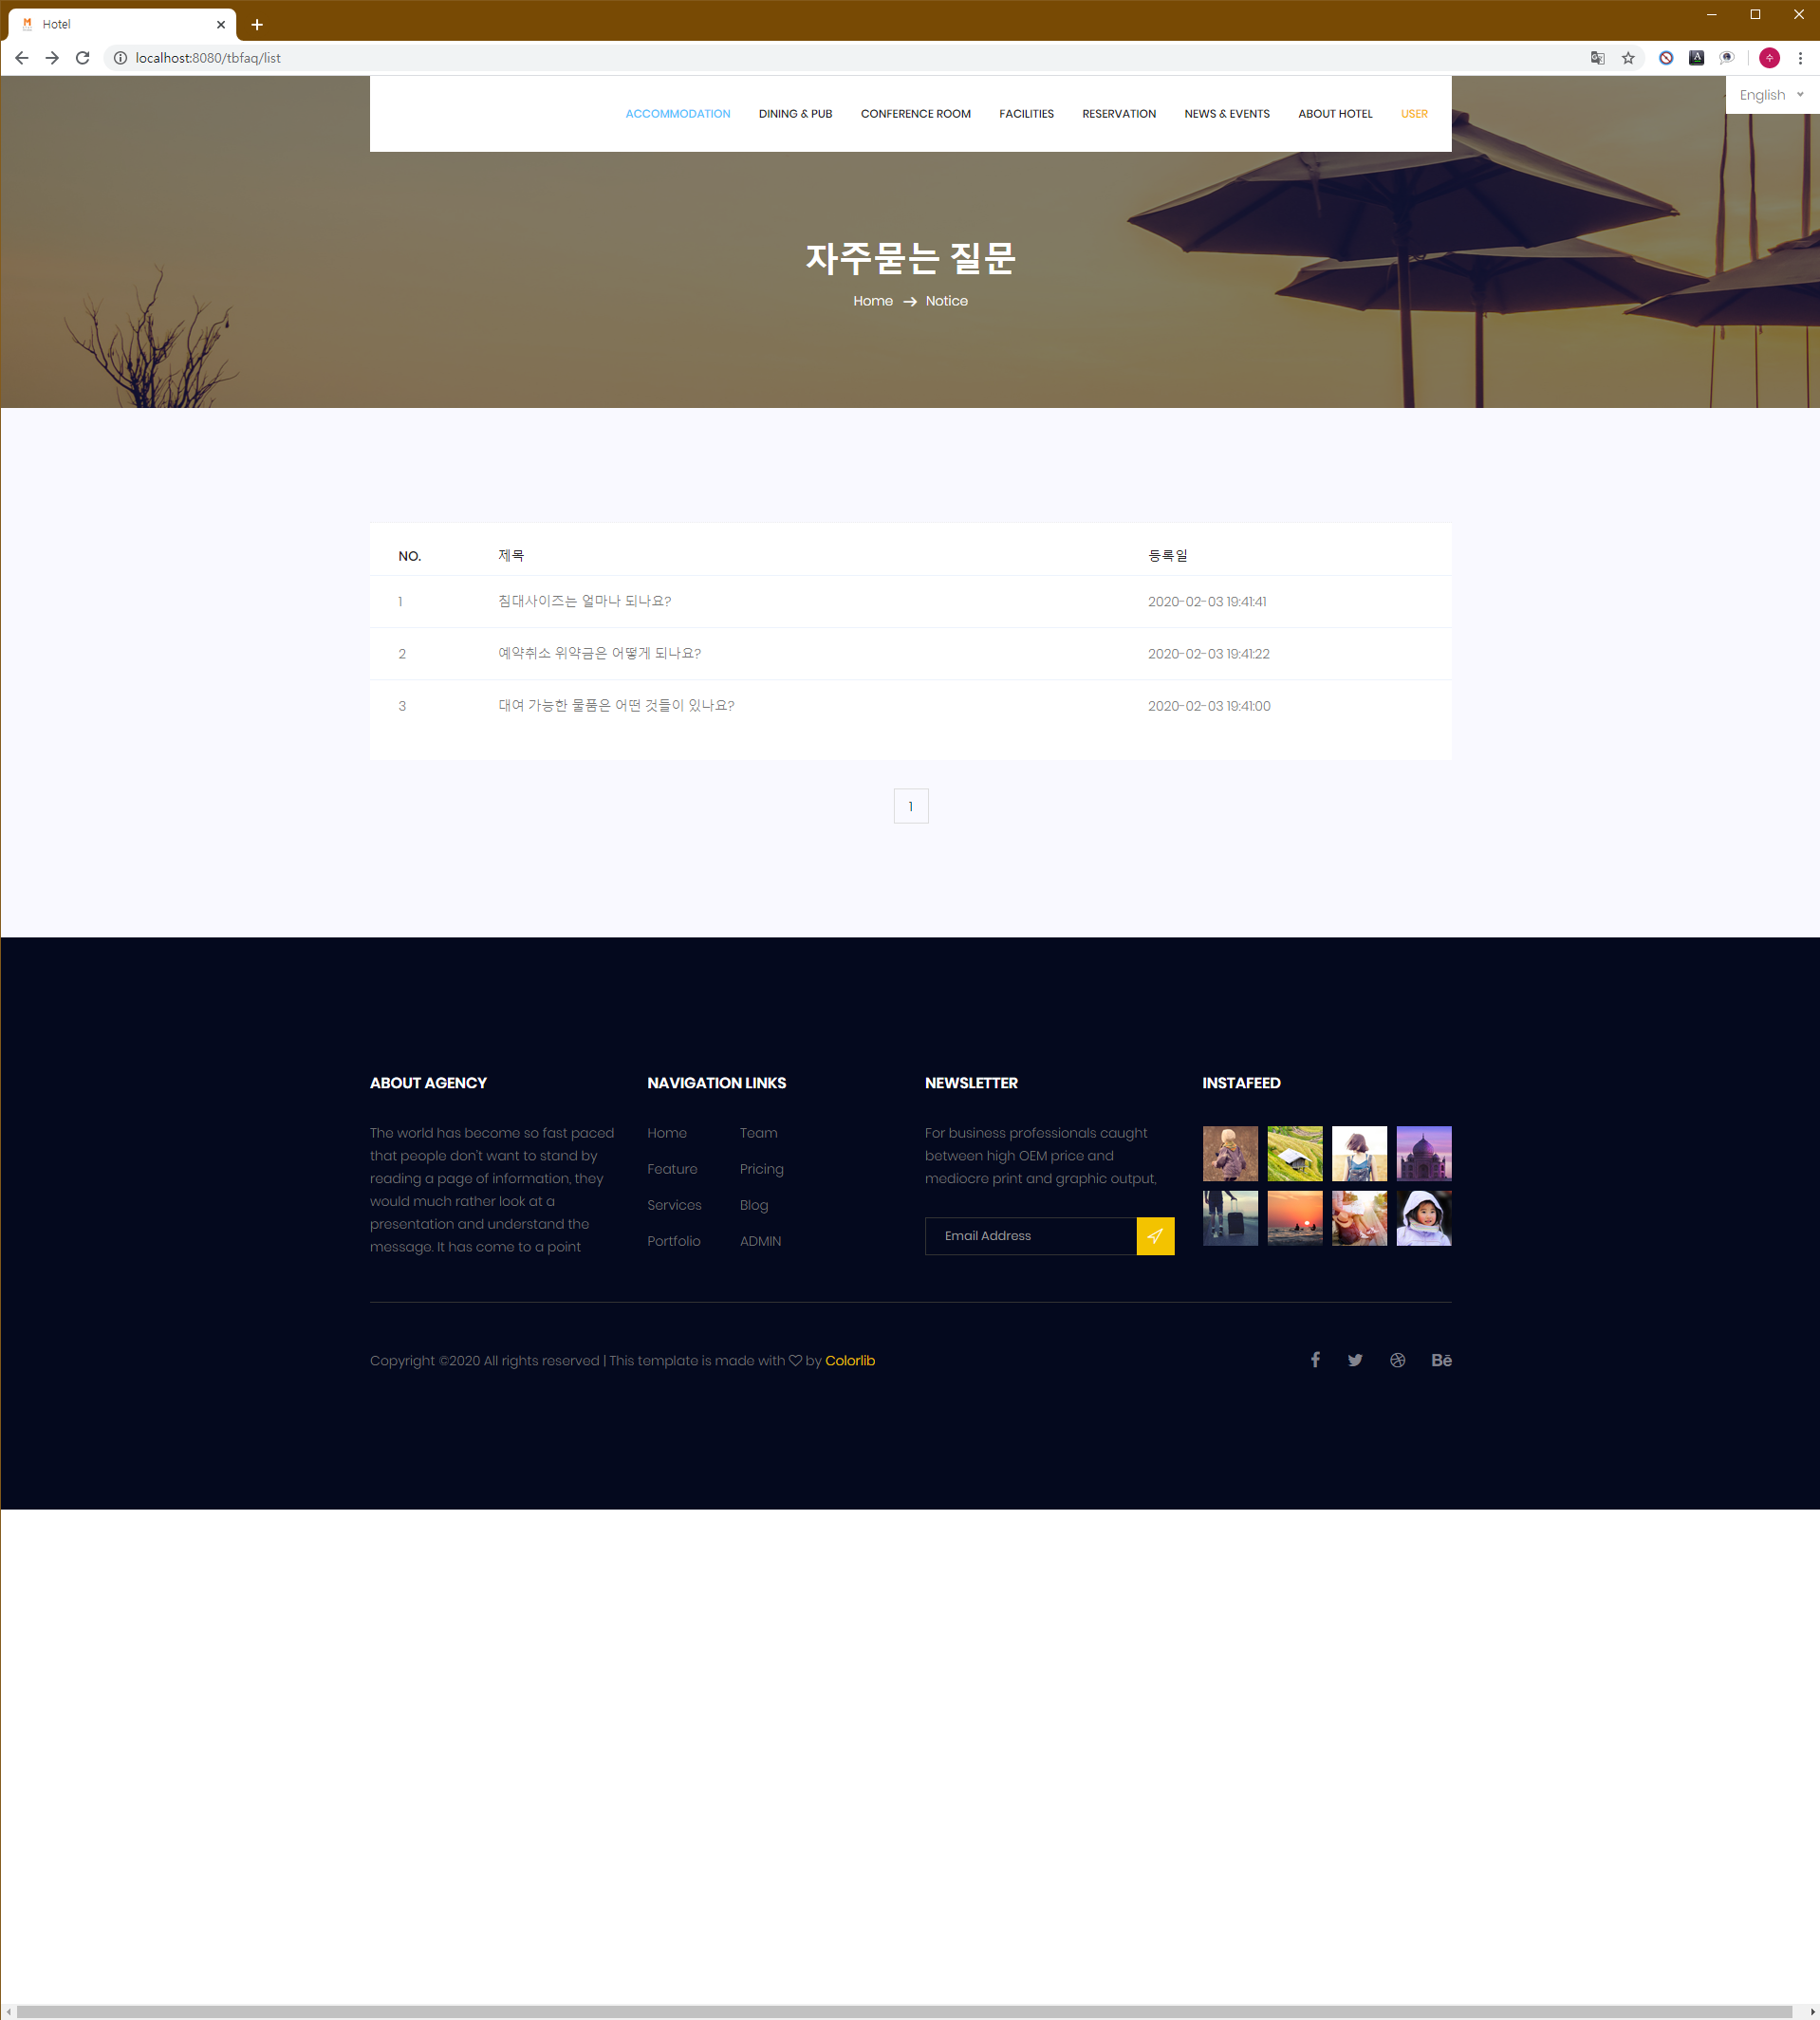 Hotel
localhost:8080/tbfaq/list
English
ACCOMMODATION DINING & PUB CONFERENCE ROOM FACILITIES RESERVATION NEWS & EVENTS ABOUT HOTEL USER
자주묻는 질문
Home → Notice
NO. 제목 등록일
1 침대사이즈는 얼마나 되나요? 2020-02-03 19:41:41
2 예약취소 위약금은 어떻게 되나요? 2020-02-03 19:41:22
3 대여 가능한 물품은 어떤 것들이 있나요? 2020-02-03 19:41:00
1
ABOUT AGENCY
The world has become so fast paced
that people don't want to stand by
reading a page of information, they
would much rather look at a
presentation and understand the
message. It has come to a point
NAVIGATION LINKS
Home Team
Feature Pricing
Services Blog
Portfolio ADMIN
NEWSLETTER
For business professionals caught
between high OEM price and
mediocre print and graphic output,
Email Address
INSTAFEED
Copyright ©2020 All rights reserved | This template is made with ♡ by Colorlib
Bē